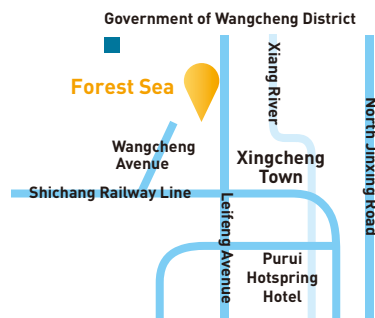 Government of Wangcheng District
Forest Sea
Xiang River
Wangcheng
Avenue
Xingcheng
Town
North Jinxing Road
Shichang Railway Line
Leifeng Avenue
Purui
Hotspring
Hotel